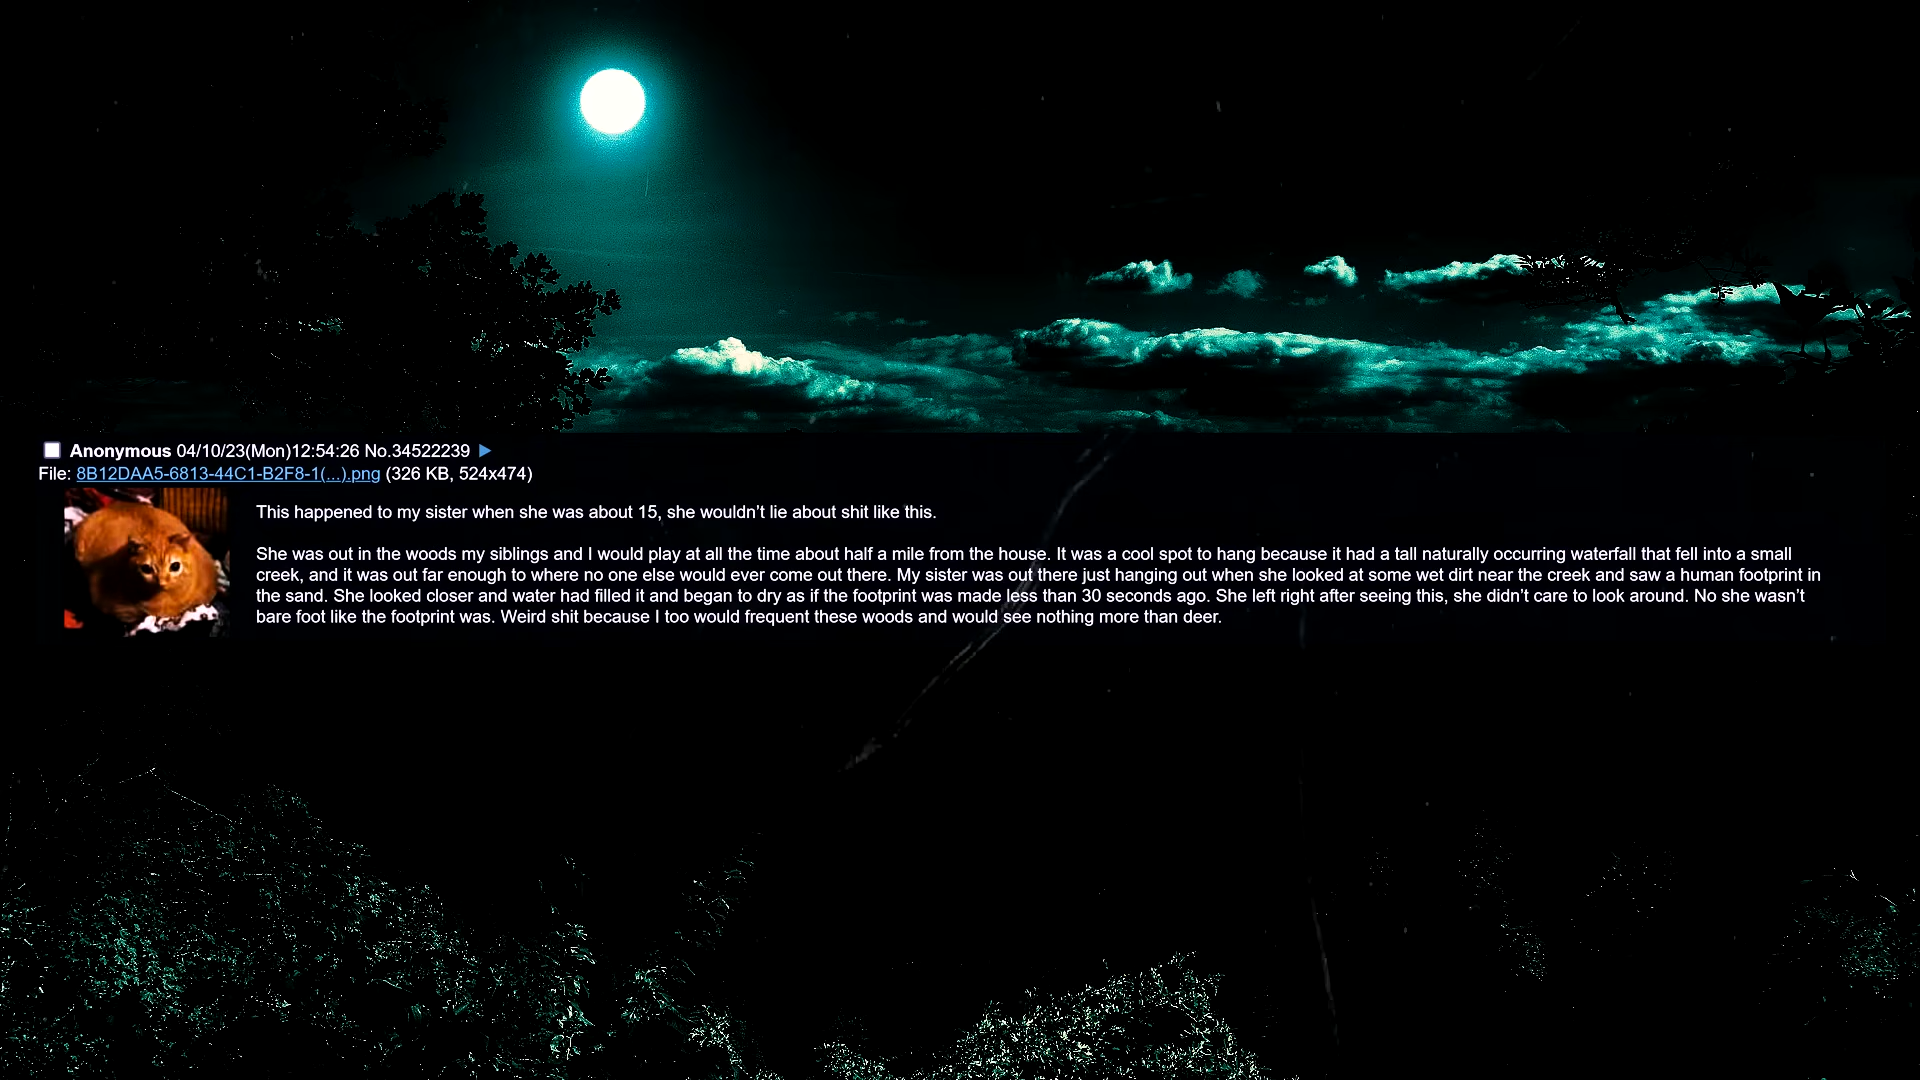 Anonymous 04/10/23(Mon)12:54:26 No.34522239
File: 8B12DAA5-6813-44C1-B2F8-1(...).png (326 KB, 524x474)
This happened to my sister when she was about 15, she wouldn’t lie about shit like this.
She was out in the woods my siblings and I would play at all the time about half a mile from the house. It was a cool spot to hang because it had a tall naturally occurring waterfall that fell into a small
creek, and it was out far enough to where no one else would ever come out there. My sister was out there just hanging out when she looked at some wet dirt near the creek and saw a human footprint in
the sand. She looked closer and water had filled it and began to dry as if the footprint was made less than 30 seconds ago. She left right after seeing this, she didn’t care to look around. No she wasn’t
bare foot like the footprint was. Weird shit because I too would frequent these woods and would see nothing more than deer.